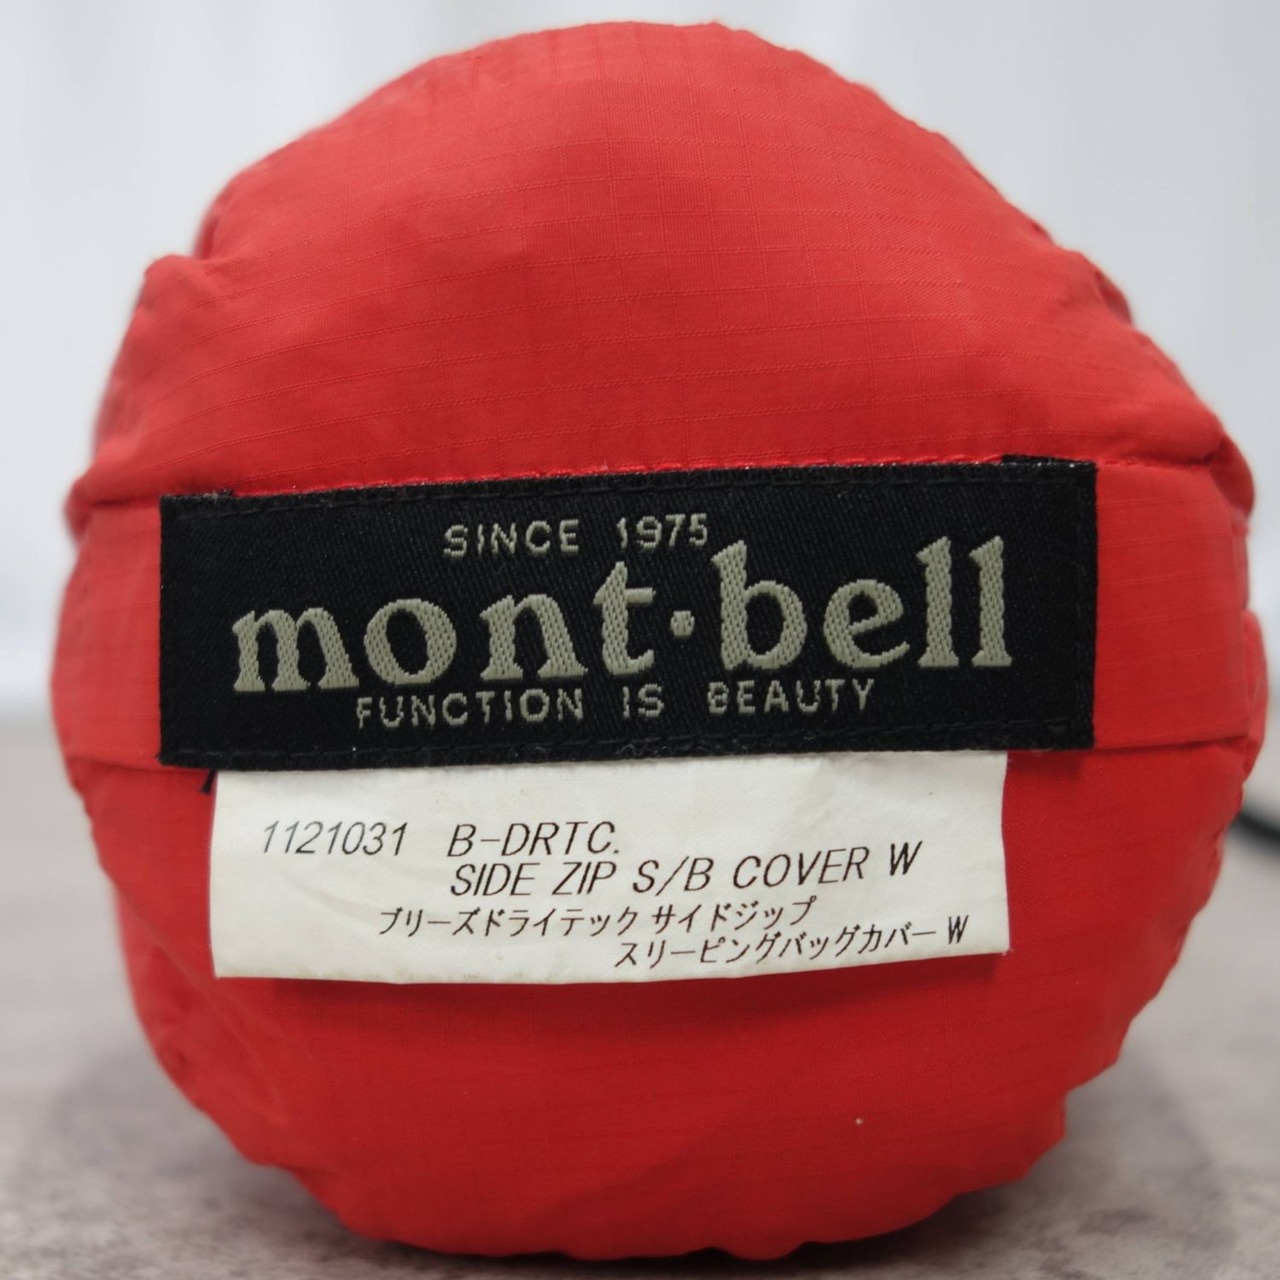 SINCE 1975
mont·bell
FUNCTION IS BEAUTY
1121031 B-DRTC.
SIDE ZIP S/B COVER W
ブリーズドライテック サイドジップ
スリーピングバッグカバー W